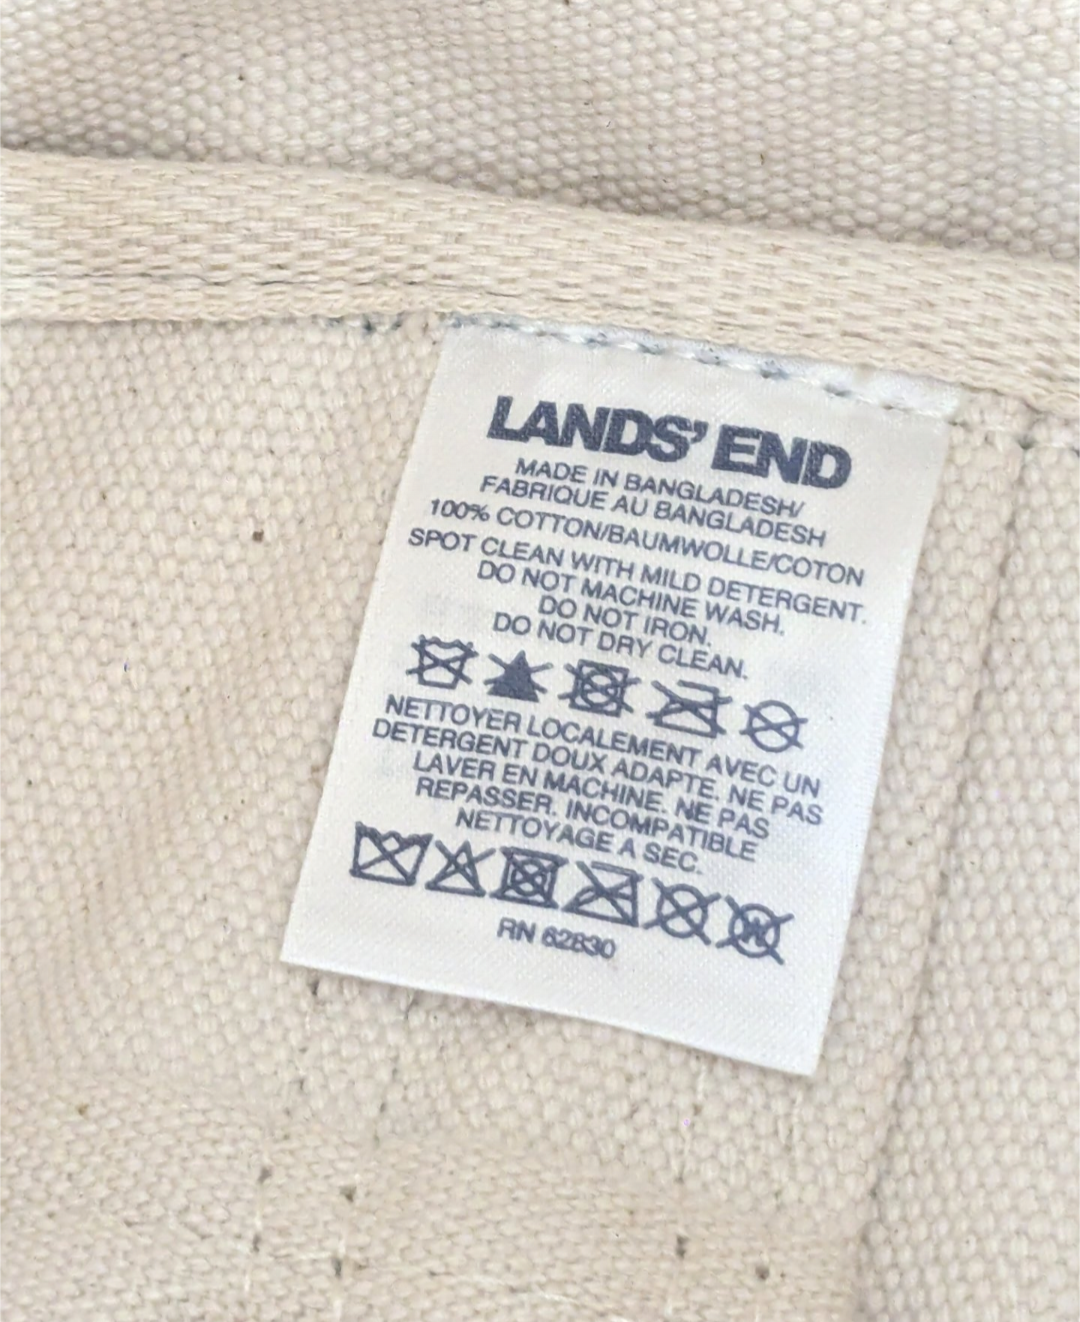 LANDS' END
MADE IN BANGLADESH/
FABRIQUE AU BANGLADESH
100% COTTON/BAUMWOLLE/COTON
SPOT CLEAN WITH MILD DETERGENT.
DO NOT MACHINE WASH.
DO NOT IRON.
DO NOT DRY CLEAN.
NETTOYER LOCALEMENT AVEC UN
DETERGENT DOUX ADAPTE. NE PAS
LAVER EN MACHINE. NE PAS
REPASSER. INCOMPATIBLE
NETTOYAGE A SEC.
W
RN 62830